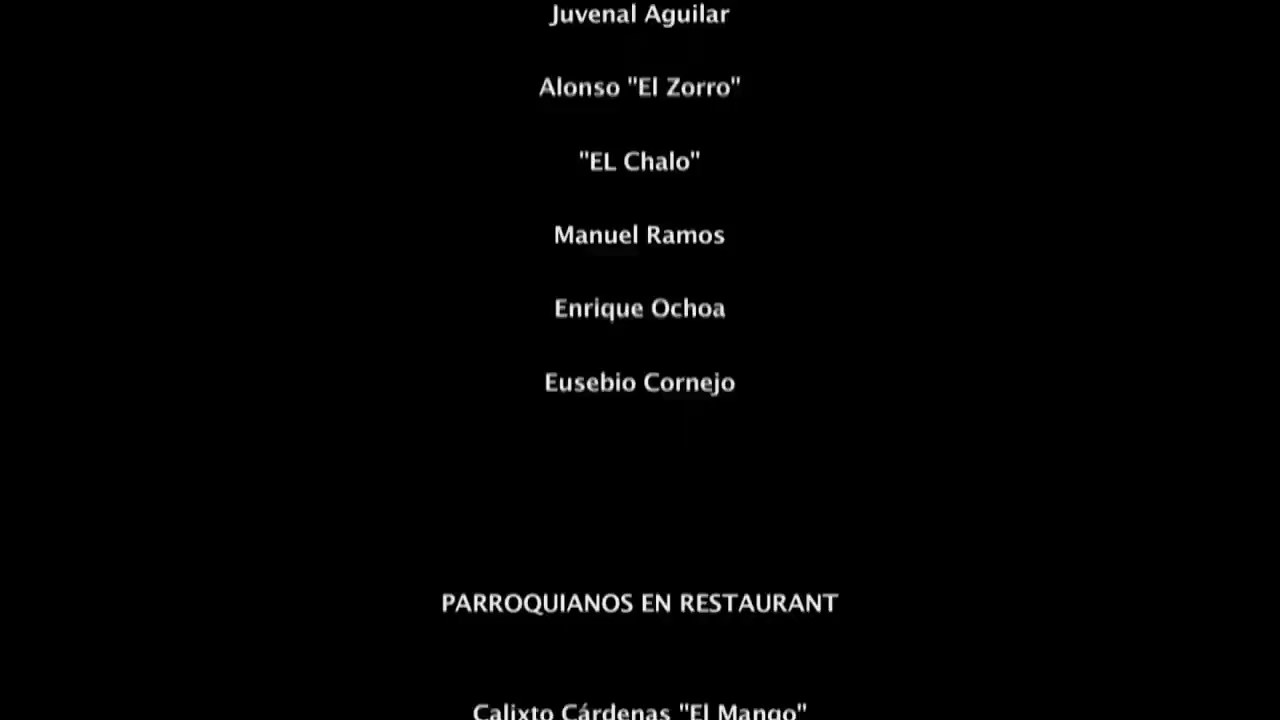 Juvenal Aguilar
Alonso "El Zorro"
"EL Chalo"
Manuel Ramos
Enrique Ochoa
Eusebio Cornejo
PARROQUIANOS EN RESTAURANT
Calixto Cárdenas "El Mango"